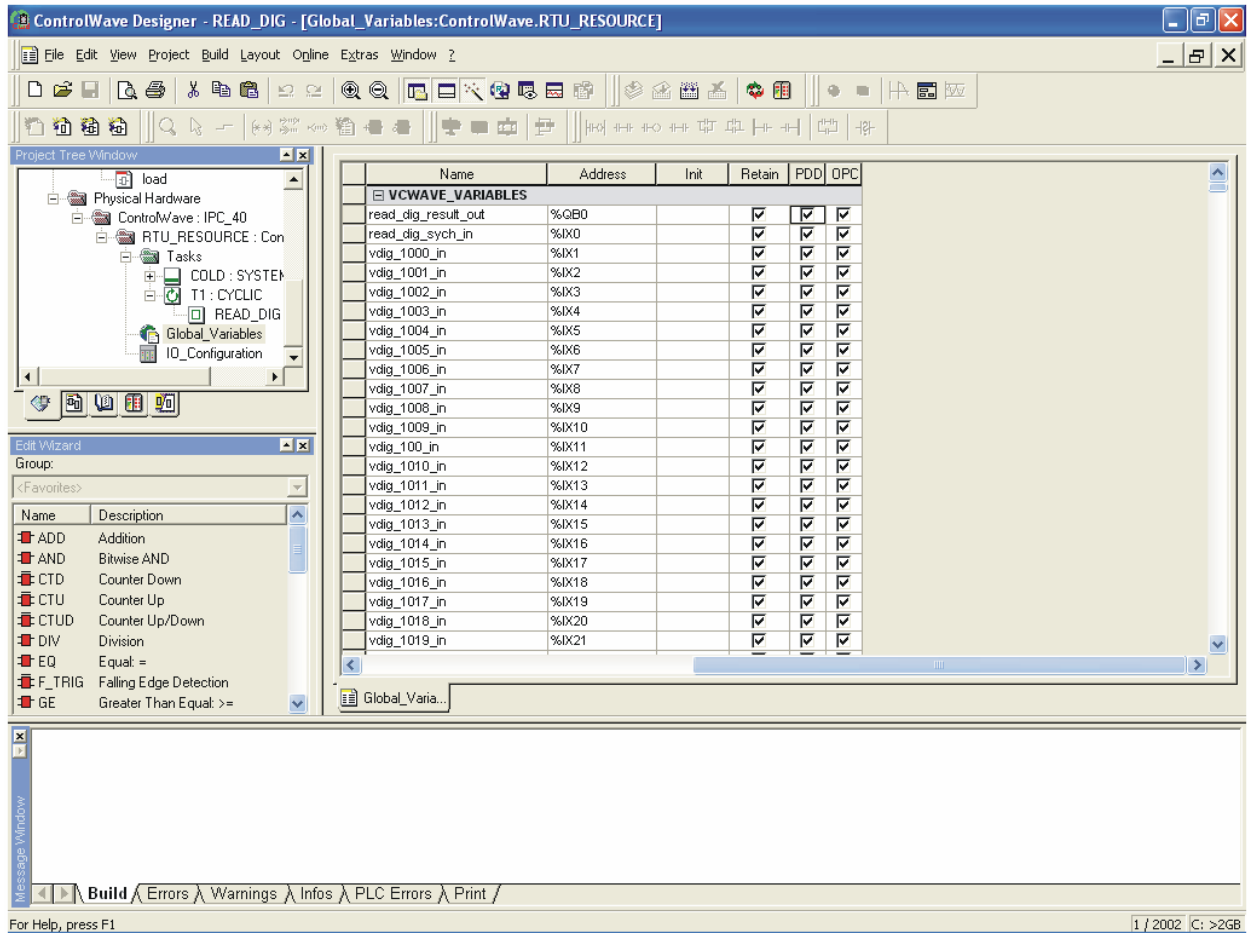 ControlWave Designer - READ_DIG - [Global_Variables:ControlWave.RTU_RESOURCE]
File Edit View Project Build Layout Online Extras Window ?
Project Tree Window
load
Physical Hardware
ControlWave : IPC_40
RTU_RESOURCE : Con
Tasks
COLD : SYSTEM
T1 : CYCLIC
READ_DIG
Global_Variables
IO_Configuration
Edit Wizard
Group:
<Favorites>
Name Description
ADD Addition
AND Bitwise AND
CTD Counter Down
CTU Counter Up
CTUD Counter Up/Down
DIV Division
EQ Equal: =
F_TRIG Falling Edge Detection
GE Greater Than Equal: >=
Name Address Init Retain PDD OPC
VCWAVE_VARIABLES
read_dig_result_out %QB0
read_dig_sych_in %IX0
vdig_1000_in %IX1
vdig_1001_in %IX2
vdig_1002_in %IX3
vdig_1003_in %IX4
vdig_1004_in %IX5
vdig_1005_in %IX6
vdig_1006_in %IX7
vdig_1007_in %IX8
vdig_1008_in %IX9
vdig_1009_in %IX10
vdig_100_in %IX11
vdig_1010_in %IX12
vdig_1011_in %IX13
vdig_1012_in %IX14
vdig_1013_in %IX15
vdig_1014_in %IX16
vdig_1015_in %IX17
vdig_1016_in %IX18
vdig_1017_in %IX19
vdig_1018_in %IX20
vdig_1019_in %IX21
Global_Varia...
Message Window
Build Errors Warnings Infos PLC Errors Print
For Help, press F1
1 / 2002 C: >2GB